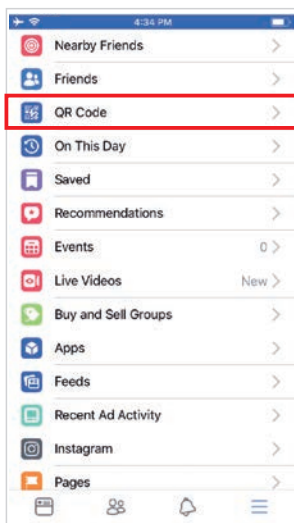 4:34 PM
Nearby Friends
Friends
QR Code
On This Day
Saved
Recommendations
Events 0
Live Videos New
Buy and Sell Groups
Apps
Feeds
Recent Ad Activity
Instagram
Pages